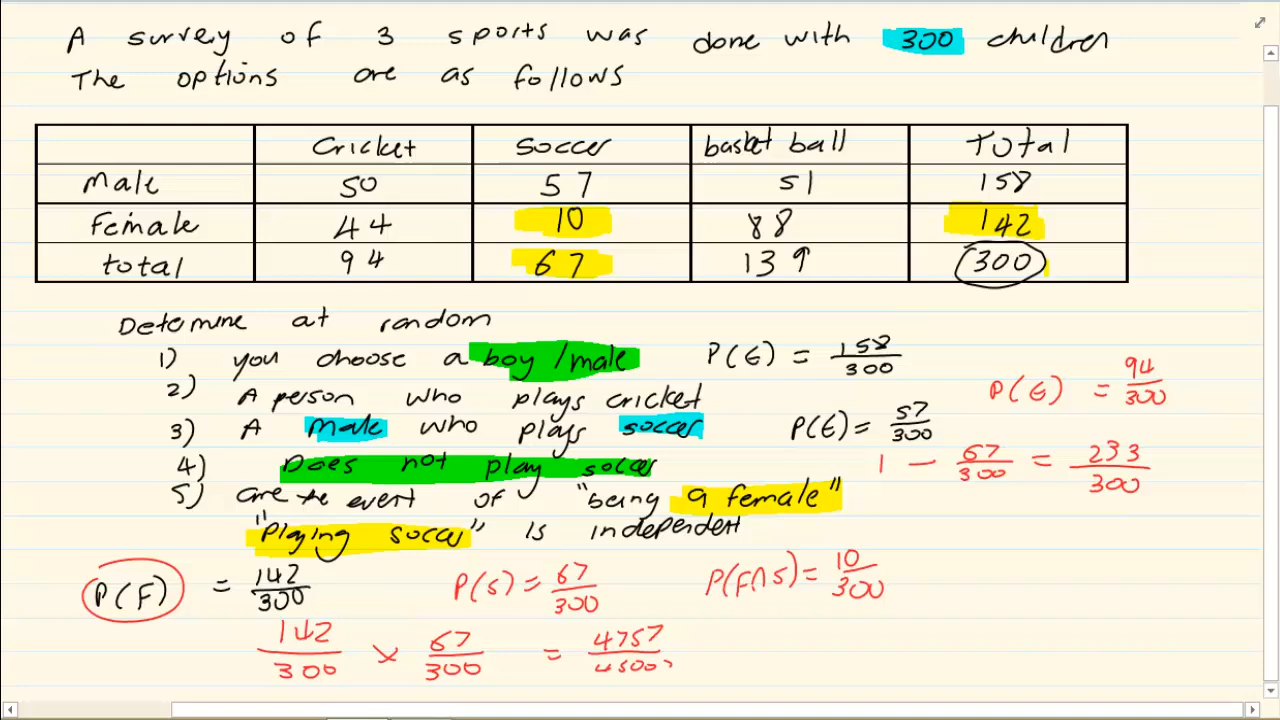 A survey of 3 sports was done with 300 children
The options are as follows
Cricket soccer basket ball Total
male 50 57 51 158
female 44 10 88 142
total 94 67 139 300
Determine at random
1) you choose a boy/male P(E) = 158/300
2) A person who plays cricket P(E) = 94/300
3) A male who plays soccer P(E) = 57/300
4) Does not play soccer 1 - 67/300 = 233/300
5) are the event of "being a female"
"Playing soccer" is independent
P(F) = 142/300 P(S) = 67/300 P(F∩S) = 10/300
142/300 × 67/300 = 4757/